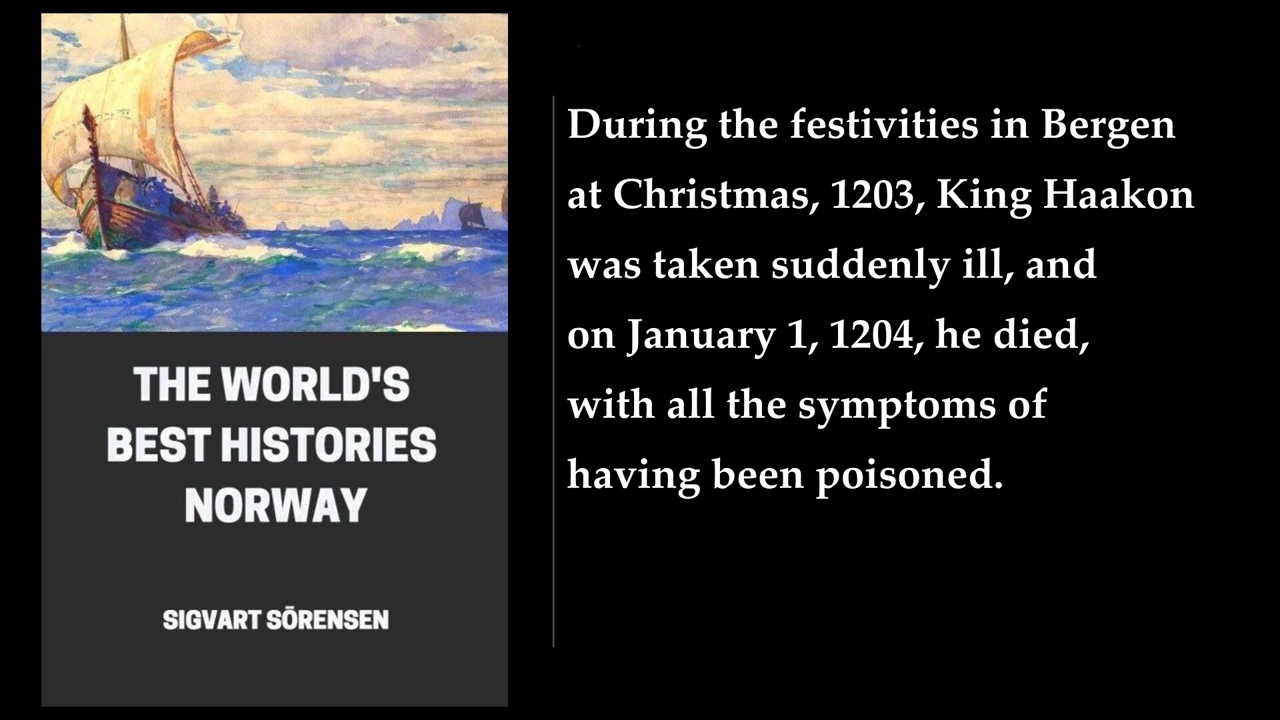 THE WORLD'S
BEST HISTORIES
NORWAY
SIGVART SÖRENSEN
During the festivities in Bergen
at Christmas, 1203, King Haakon
was taken suddenly ill, and
on January 1, 1204, he died,
with all the symptoms of
having been poisoned.